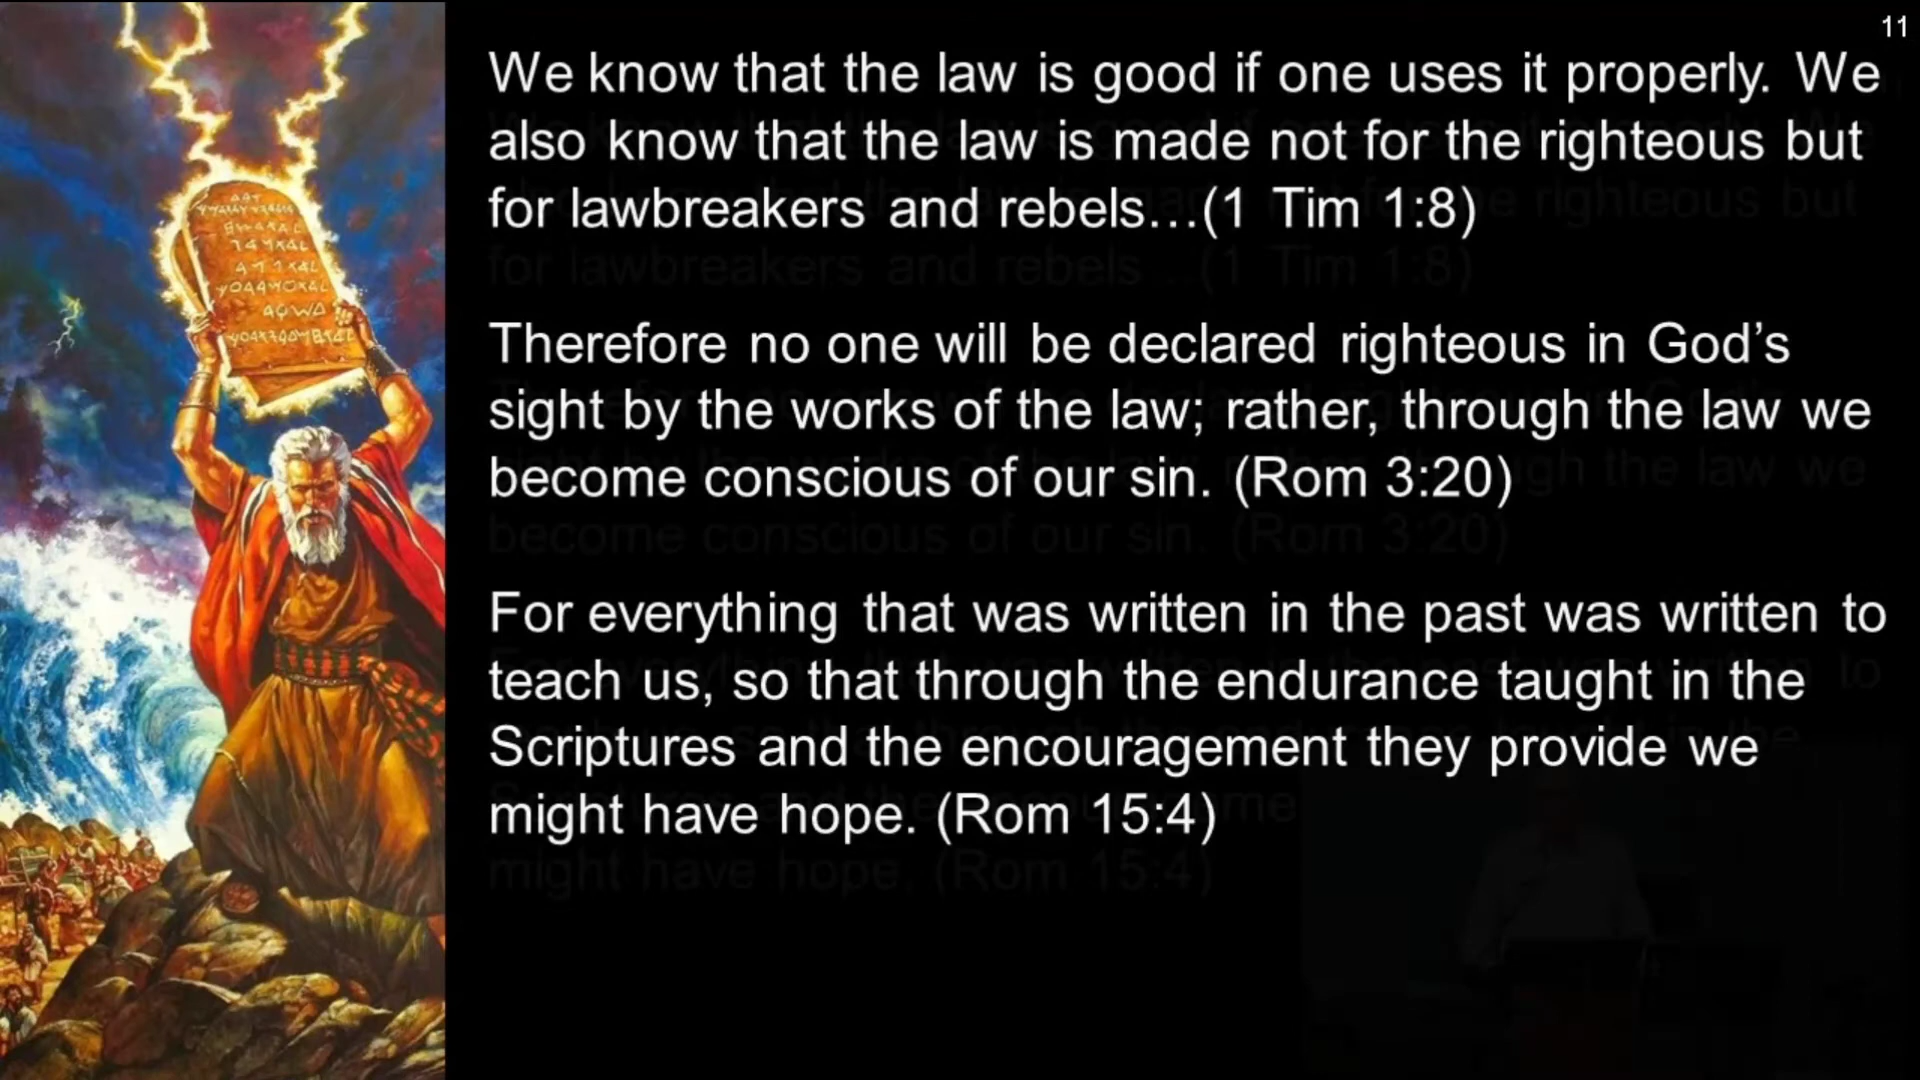 11
We know that the law is good if one uses it properly. We
also know that the law is made not for the righteous but
for lawbreakers and rebels…(1 Tim 1:8)
Therefore no one will be declared righteous in God’s
sight by the works of the law; rather, through the law we
become conscious of our sin. (Rom 3:20)
For everything that was written in the past was written to
teach us, so that through the endurance taught in the
Scriptures and the encouragement they provide we
might have hope. (Rom 15:4)